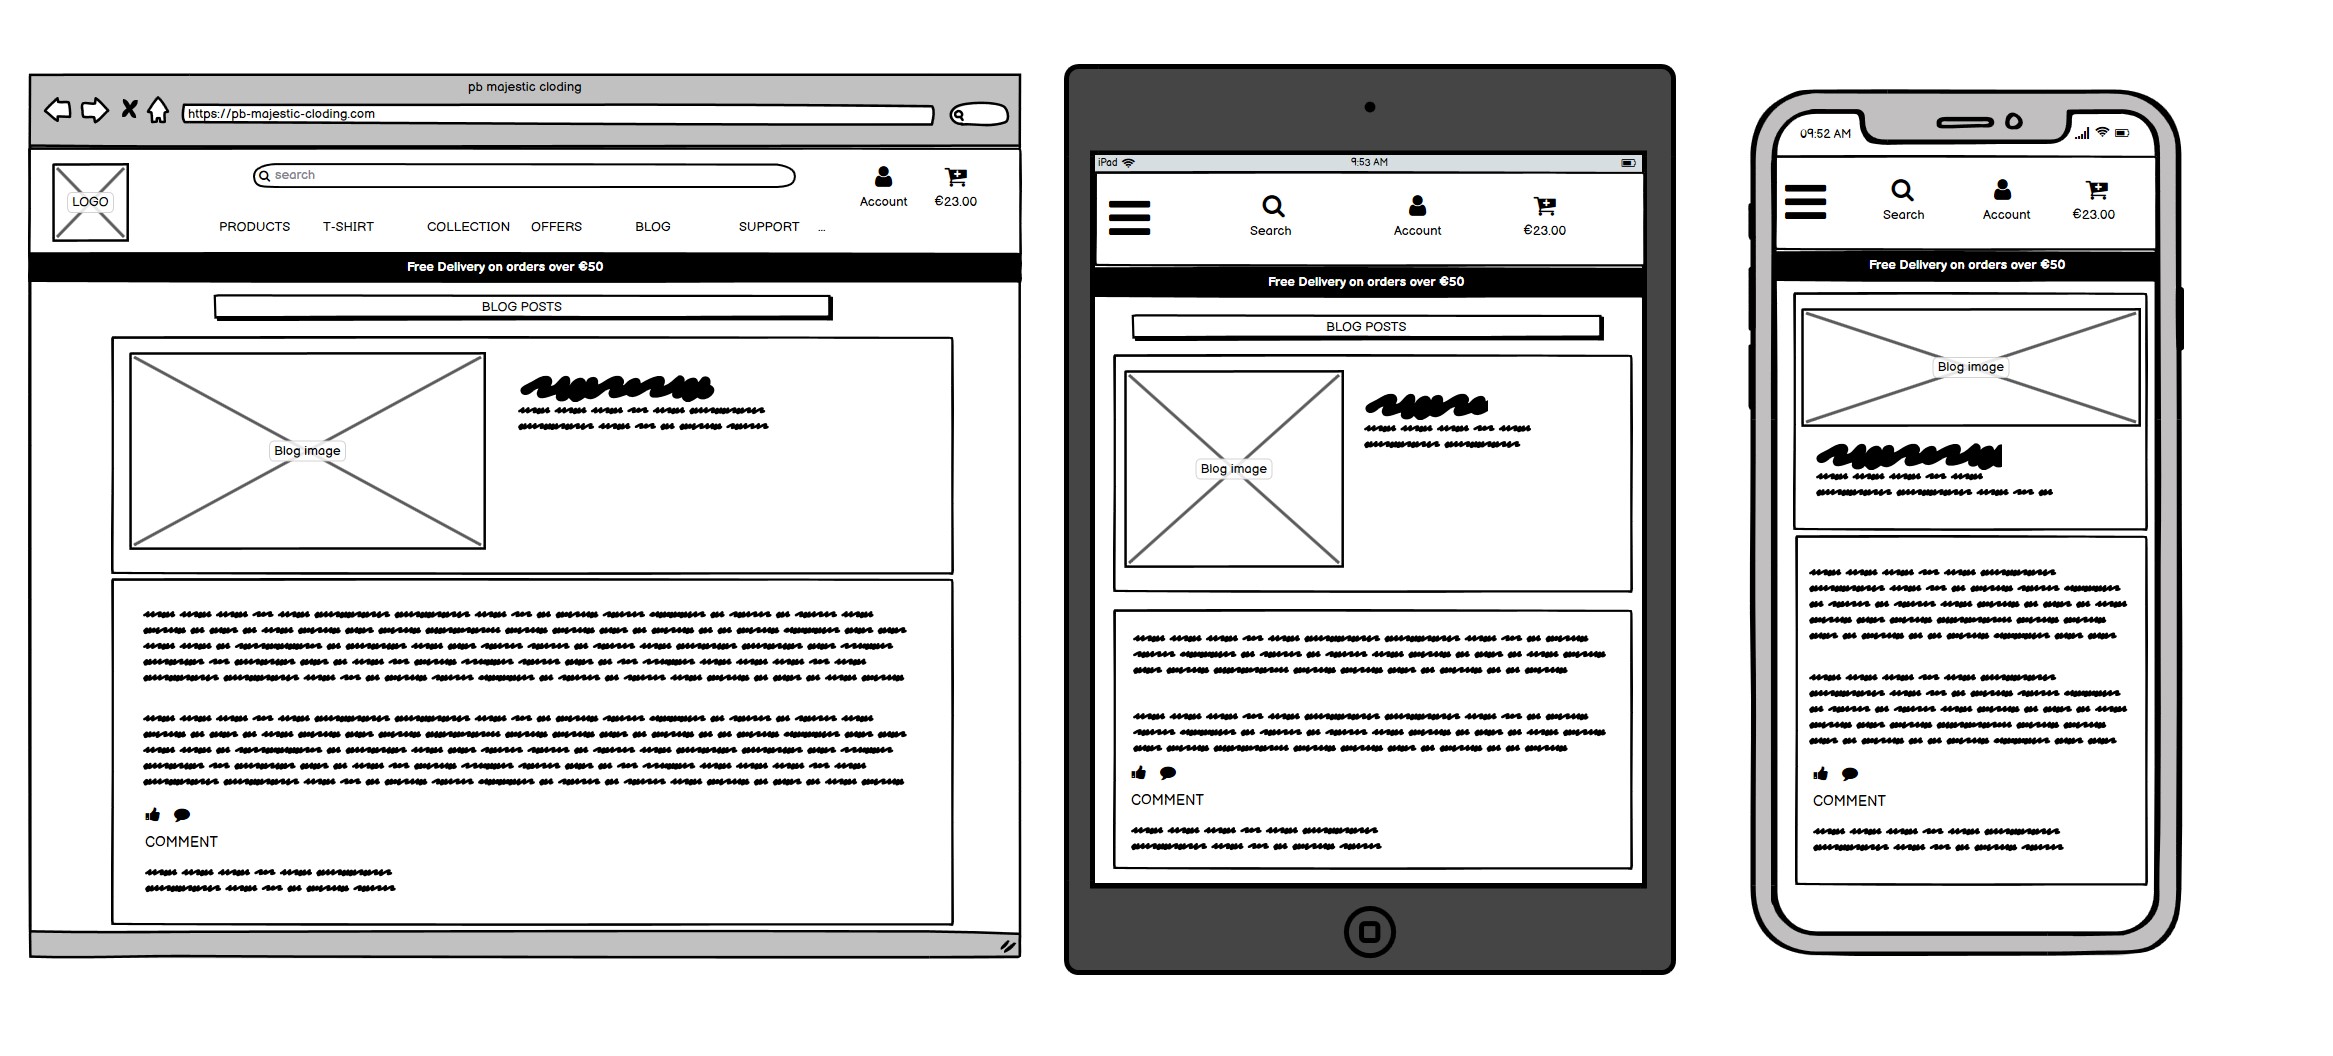 pb majestic cloding
https://pb-majestic-cloding.com
LOGO
search
Account
€23.00
PRODUCTS T-SHIRT COLLECTION OFFERS BLOG SUPPORT ...
Free Delivery on orders over €50
BLOG POSTS
Blog image
COMMENT
iPad 9:53 AM
Search
Account
€23.00
Free Delivery on orders over €50
BLOG POSTS
Blog image
COMMENT
09:52 AM
Search
Account
€23.00
Free Delivery on orders over €50
Blog image
COMMENT